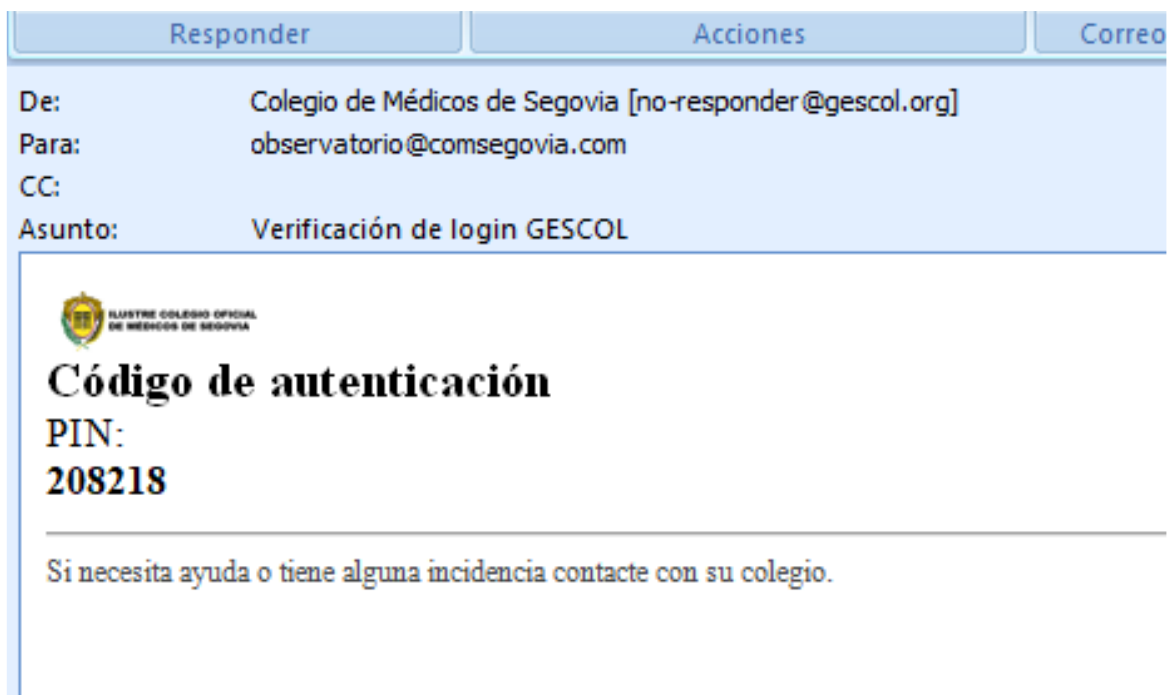 Responder Acciones Correo
De: Colegio de Médicos de Segovia [no-responder@gescol.org]
Para: observatorio@comsegovia.com
CC:
Asunto: Verificación de login GESCOL
ILUSTRE COLEGIO OFICIAL
DE MÉDICOS DE SEGOVIA
Código de autenticación
PIN:
208218
Si necesita ayuda o tiene alguna incidencia contacte con su colegio.